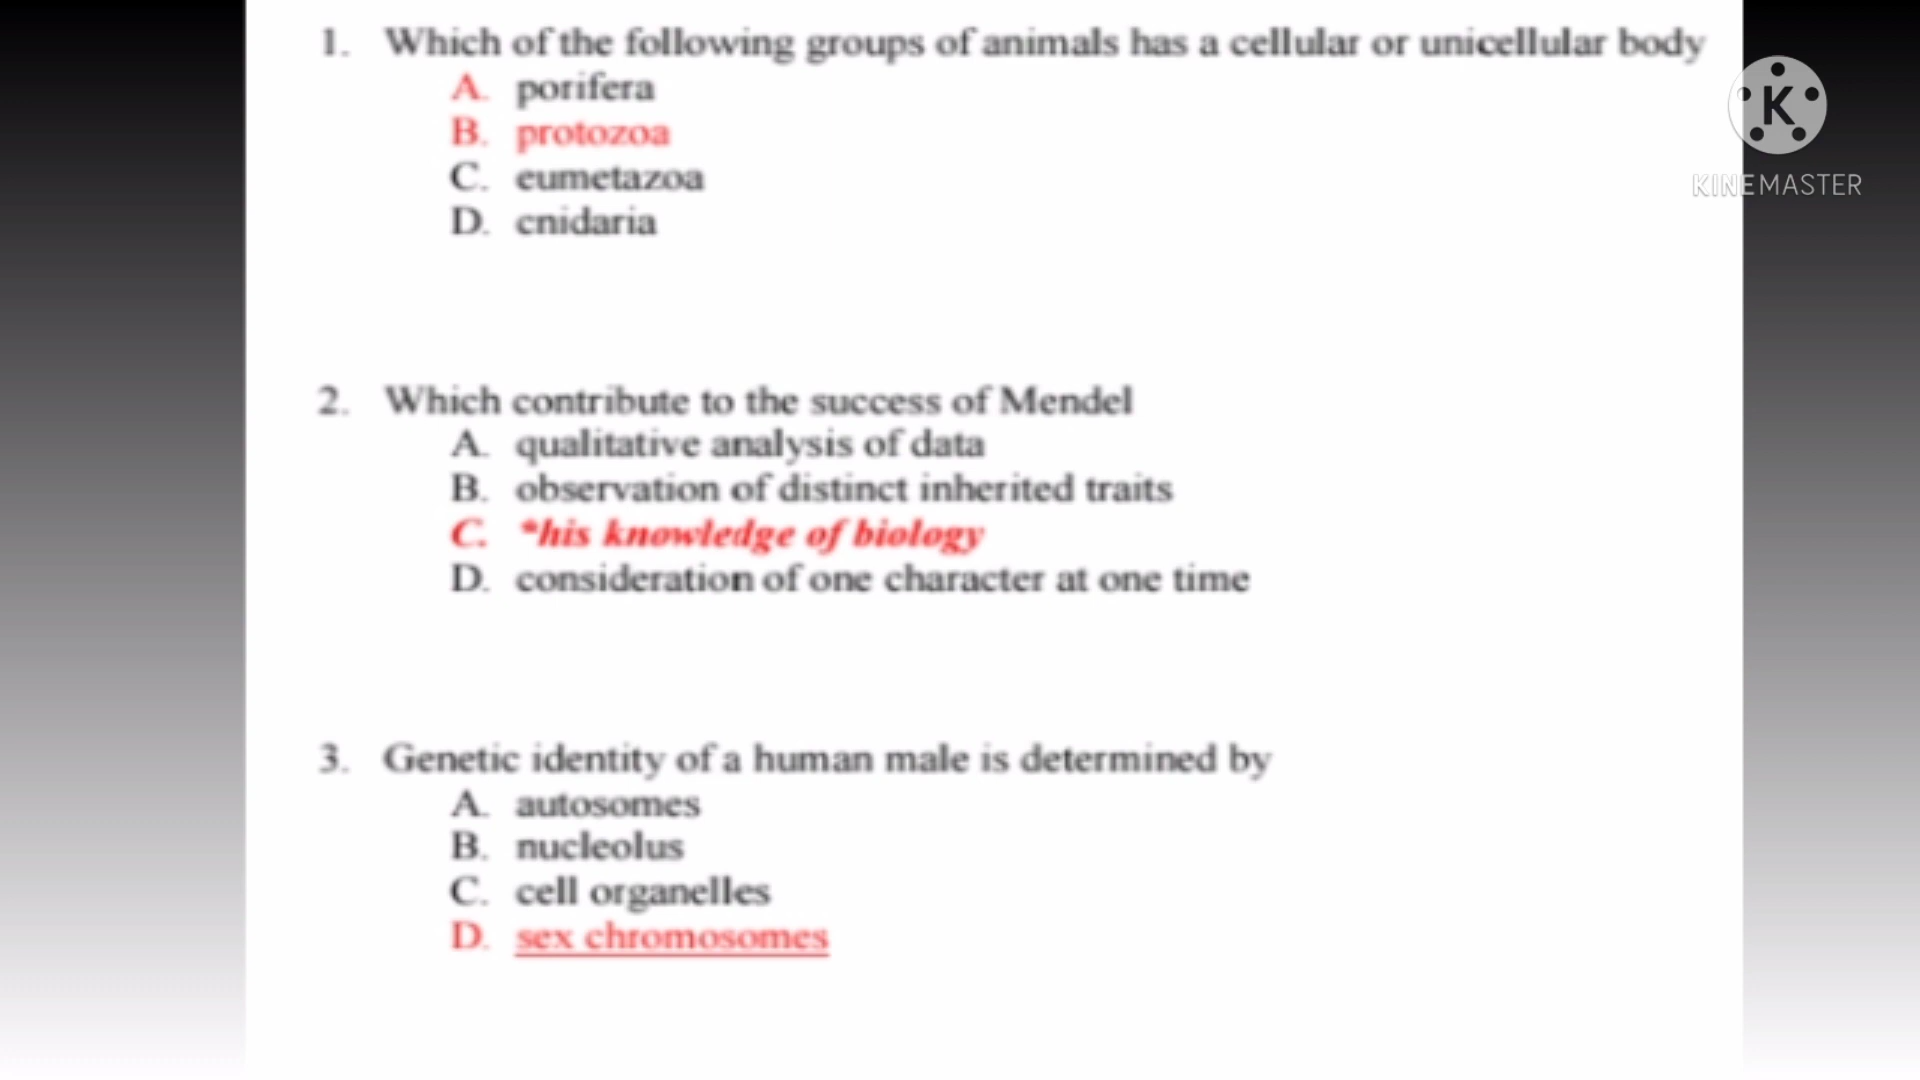 1. Which of the following groups of animals has a cellular or unicellular body
A. porifera
B. protozoa
C. eumetazoa
D. cnidaria
K
KINEMASTER
2. Which contribute to the success of Mendel
A. qualitative analysis of data
B. observation of distinct inherited traits
C. *his knowledge of biology
D. consideration of one character at one time
3. Genetic identity of a human male is determined by
A. autosomes
B. nucleolus
C. cell organelles
D. sex chromosomes